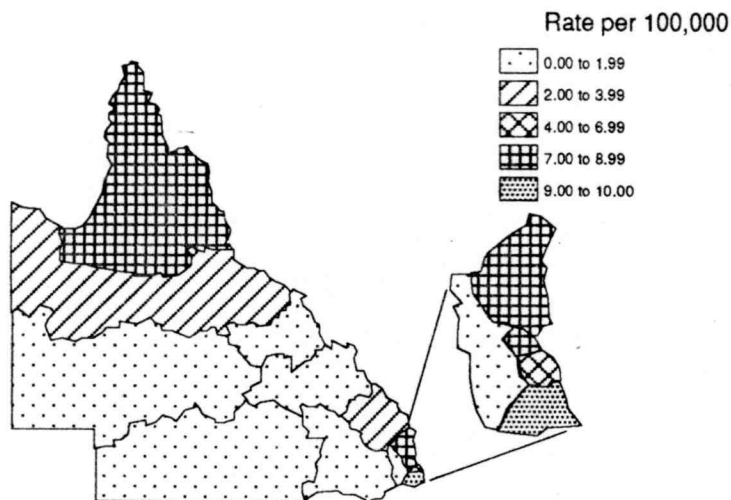 Rate per 100,000
0.00 to 1.99
2.00 to 3.99
4.00 to 6.99
7.00 to 8.99
9.00 to 10.00